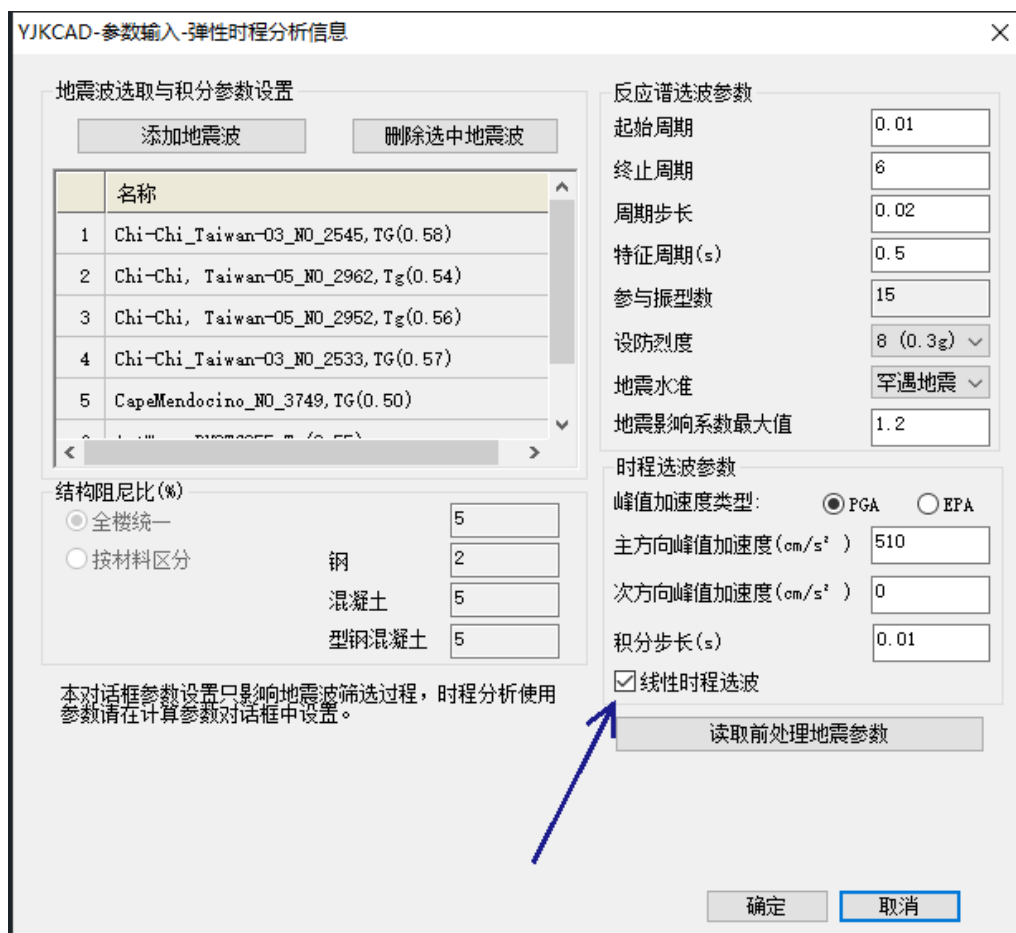 YJKCAD-参数输入-弹性时程分析信息
地震波选取与积分参数设置
添加地震波
删除选中地震波
名称
1 Chi-Chi_Taiwan-03_NO_2545,TG(0.58)
2 Chi-Chi, Taiwan-05_NO_2962,Tg(0.54)
3 Chi-Chi, Taiwan-05_NO_2952,Tg(0.56)
4 Chi-Chi_Taiwan-03_NO_2533,TG(0.57)
5 CapeMendocino_NO_3749,TG(0.50)
结构阻尼比(%)
全楼统一 5
按材料区分 钢 2
混凝土 5
型钢混凝土 5
本对话框参数设置只影响地震波筛选过程，时程分析使用
参数请在计算参数对话框中设置。
反应谱选波参数
起始周期 0.01
终止周期 6
周期步长 0.02
特征周期(s) 0.5
参与振型数 15
设防烈度 8 (0.3g)
地震水准 罕遇地震
地震影响系数最大值 1.2
时程选波参数
峰值加速度类型: PGA EPA
主方向峰值加速度(cm/s² ) 510
次方向峰值加速度(cm/s² ) 0
积分步长(s) 0.01
线性时程选波
读取前处理地震参数
确定
取消